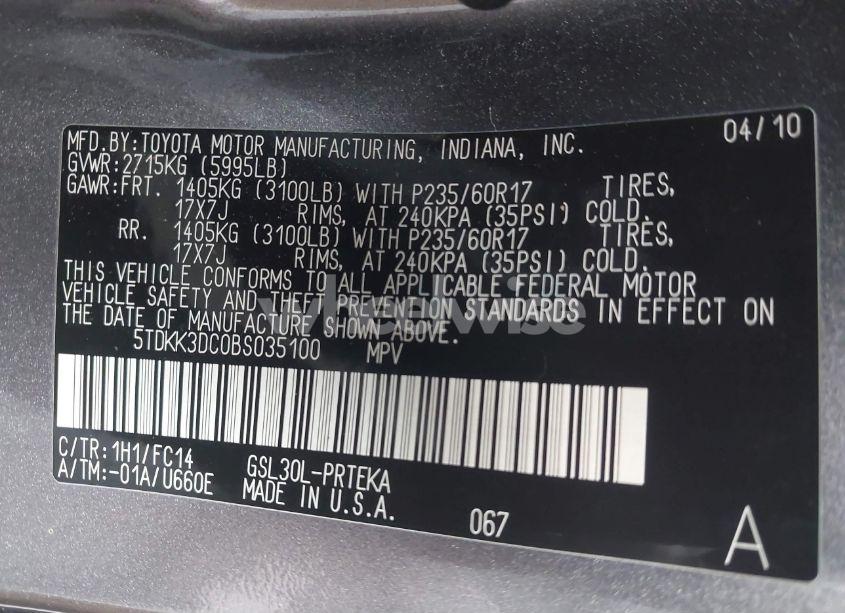 MFD.BY:TOYOTA MOTOR MANUFACTURING, INDIANA, INC. 04/10
GVWR:2715KG (5995LB)
GAWR:FRT. 1405KG (3100LB) WITH P235/60R17 TIRES,
17X7J RIMS, AT 240KPA (35PSI) COLD.
RR. 1405KG (3100LB) WITH P235/60R17 TIRES,
17X7J RIMS, AT 240KPA (35PSI) COLD.
THIS VEHICLE CONFORMS TO ALL APPLICABLE FEDERAL MOTOR
VEHICLE SAFETY AND THEFT PREVENTION STANDARDS IN EFFECT ON
THE DATE OF MANUFACTURE SHOWN ABOVE.
5TDKK3DC0BS035100 MPV
C/TR:1H1/FC14 GSL30L-PRTEKA
A/TM:-01A/U660E MADE IN U.S.A.
067 A